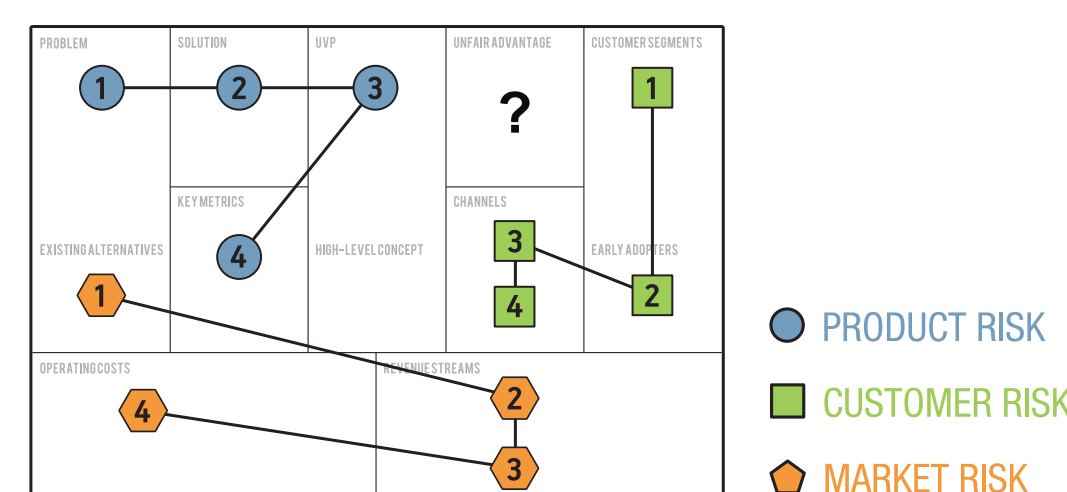 PROBLEM
SOLUTION
UVP
UNFAIR ADVANTAGE
CUSTOMER SEGMENTS
1
2
3
?
1
KEY METRICS
CHANNELS
EXISTING ALTERNATIVES
4
HIGH-LEVEL CONCEPT
3
EARLY ADOPTERS
1
4
2
OPERATING COSTS
REVENUE STREAMS
4
2
3
PRODUCT RISK
CUSTOMER RISK
MARKET RISK